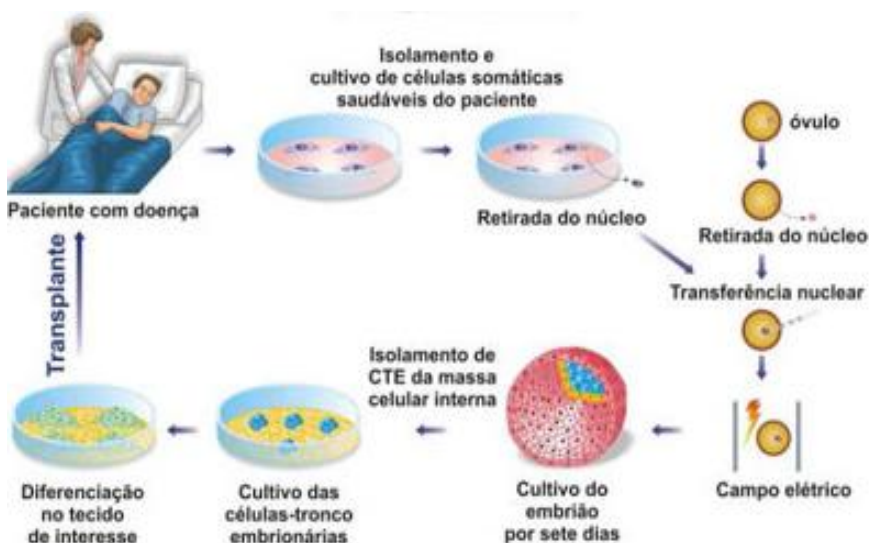 Paciente com doença
Isolamento e
cultivo de células somáticas
saudáveis do paciente
Retirada do núcleo
óvulo
Retirada do núcleo
Transferência nuclear
Campo elétrico
Cultivo do
embrião
por sete dias
Isolamento de
CTE da massa
celular interna
Cultivo das
células-tronco
embrionárias
Diferenciação
no tecido
de interesse
Transplante